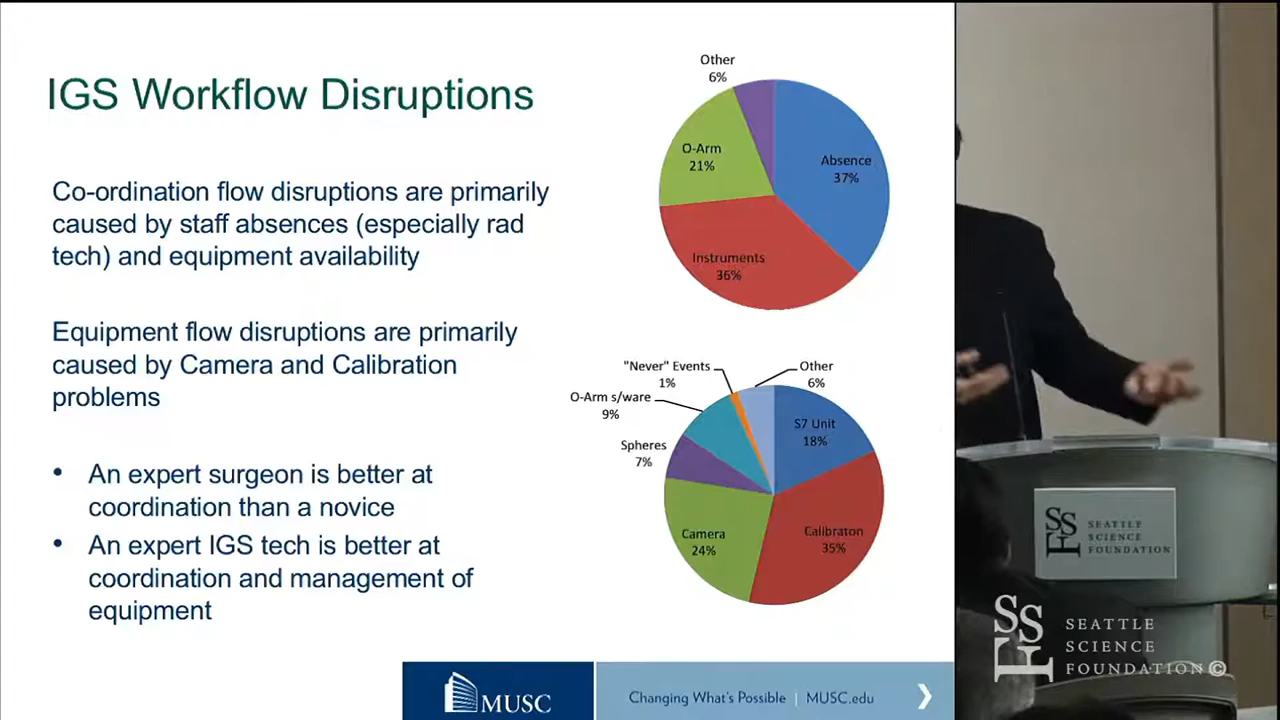 IGS Workflow Disruptions
Co-ordination flow disruptions are primarily
caused by staff absences (especially rad
tech) and equipment availability
Equipment flow disruptions are primarily
caused by Camera and Calibration
problems
• An expert surgeon is better at
coordination than a novice
• An expert IGS tech is better at
coordination and management of
equipment
Other
6%
O-Arm
21%
Absence
37%
Instruments
36%
"Never" Events
1%
Other
6%
O-Arm s/ware
9%
S7 Unit
18%
Spheres
7%
Camera
24%
Calibraton
35%
MUSC
Changing What's Possible | MUSC.edu
SSF
SEATTLE
SCIENCE
FOUNDATION
SSF
SEATTLE
SCIENCE
FOUNDATION©